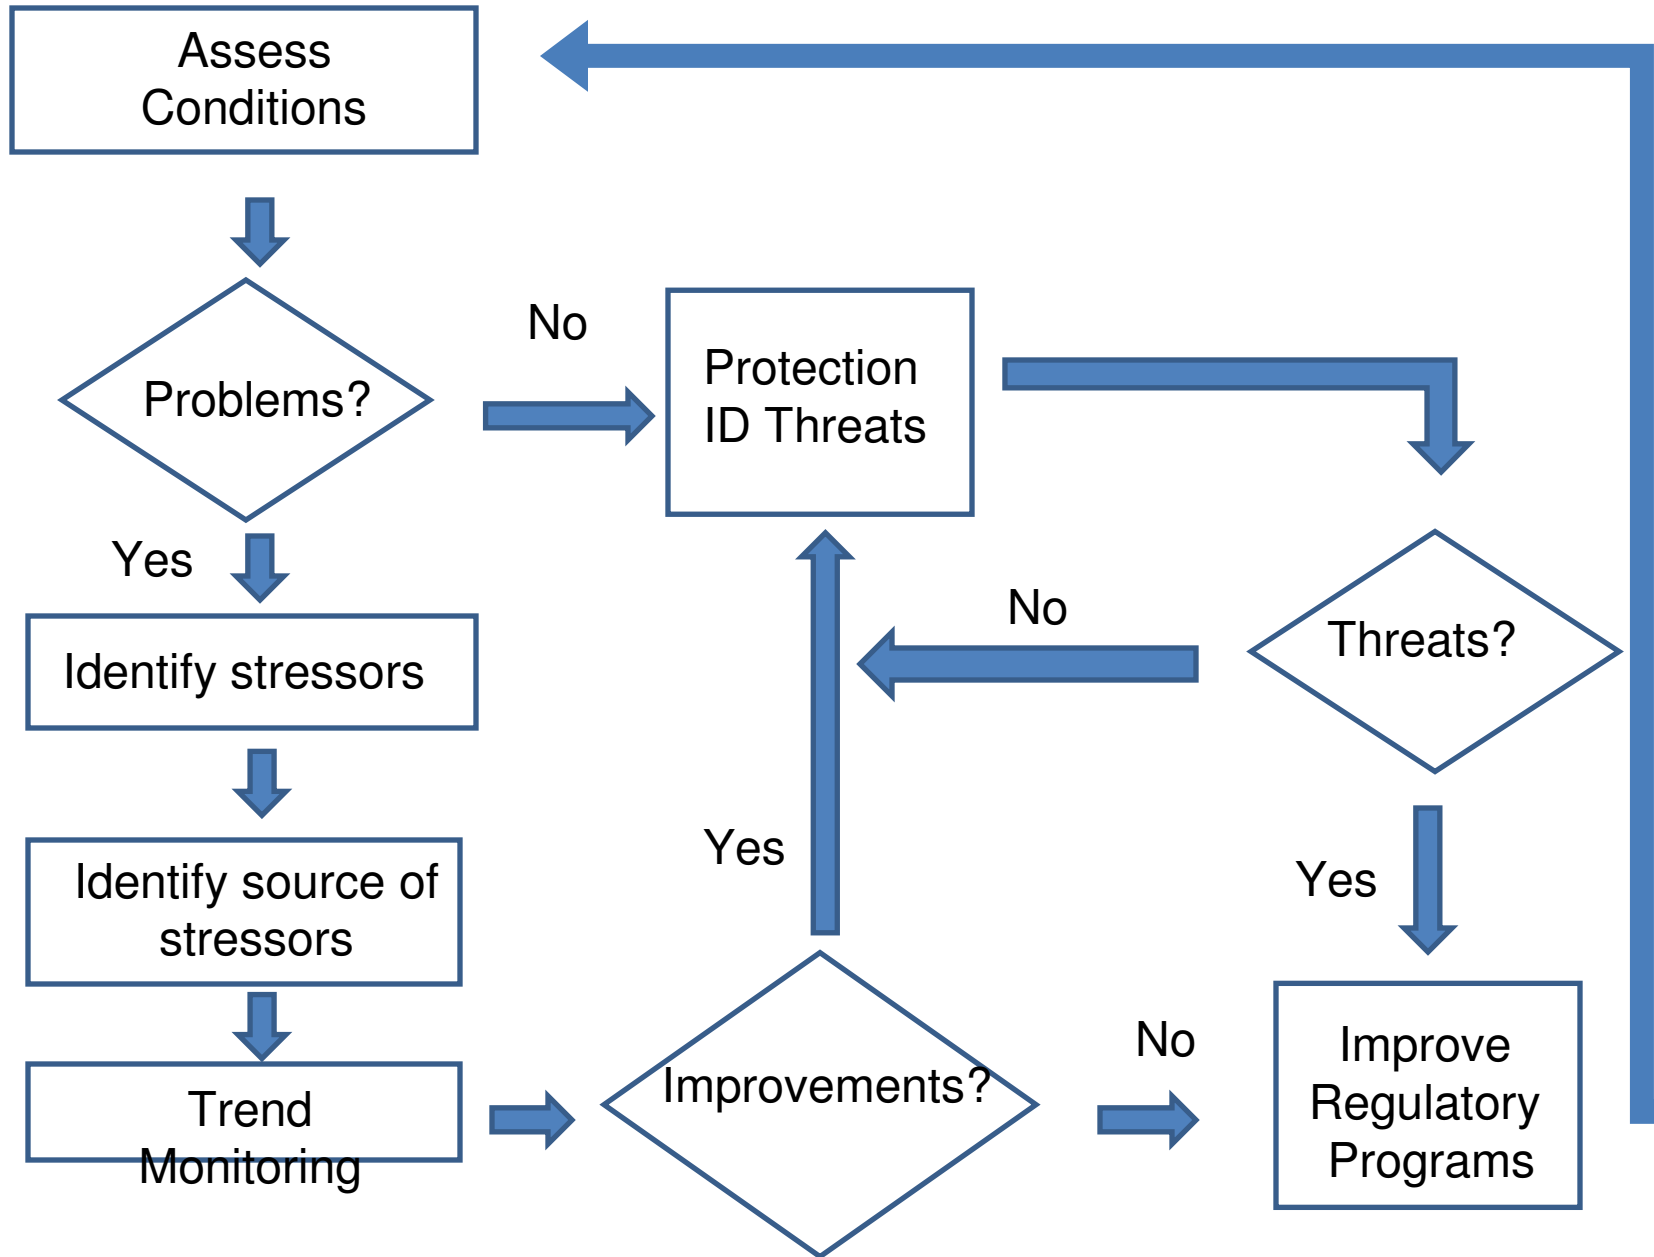 Assess
Conditions
Problems?
No
Protection
ID Threats
Yes
Identify stressors
No
Threats?
Identify source of
stressors
Yes
Yes
Trend
Monitoring
Improvements?
No
Improve
Regulatory
Programs